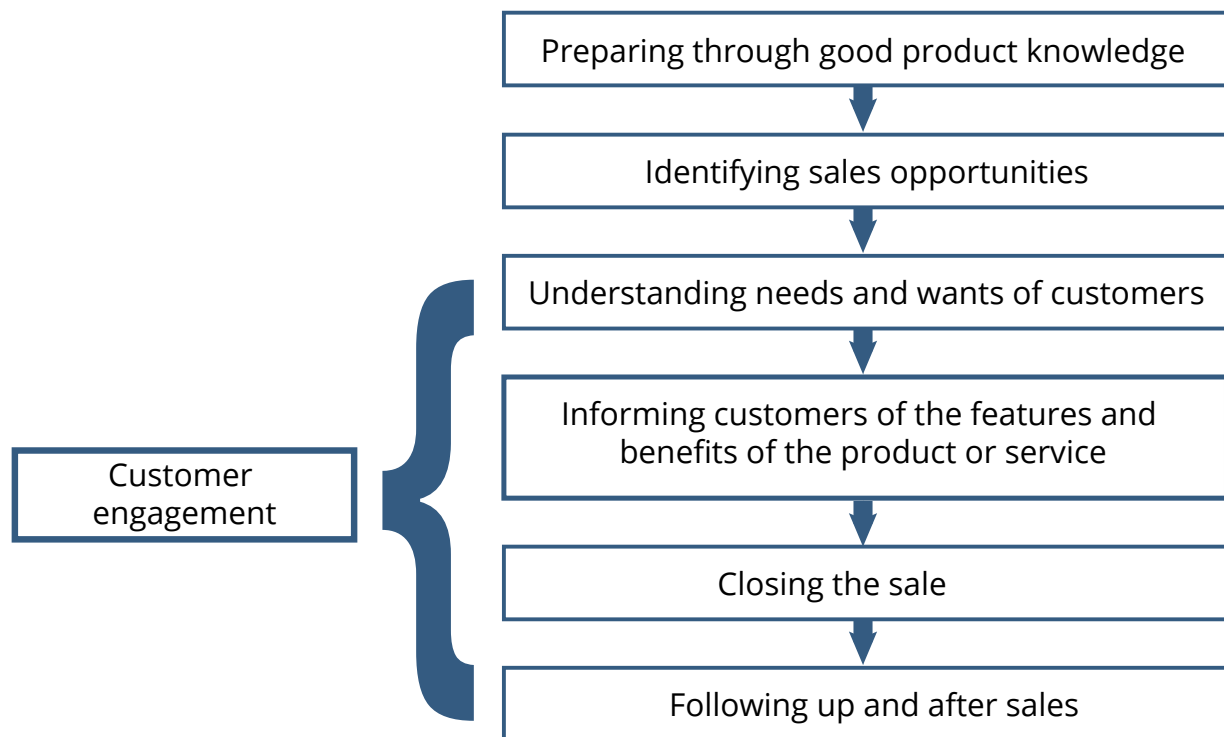 Preparing through good product knowledge
Identifying sales opportunities
Understanding needs and wants of customers
Informing customers of the features and
benefits of the product or service
Customer
engagement
Closing the sale
Following up and after sales